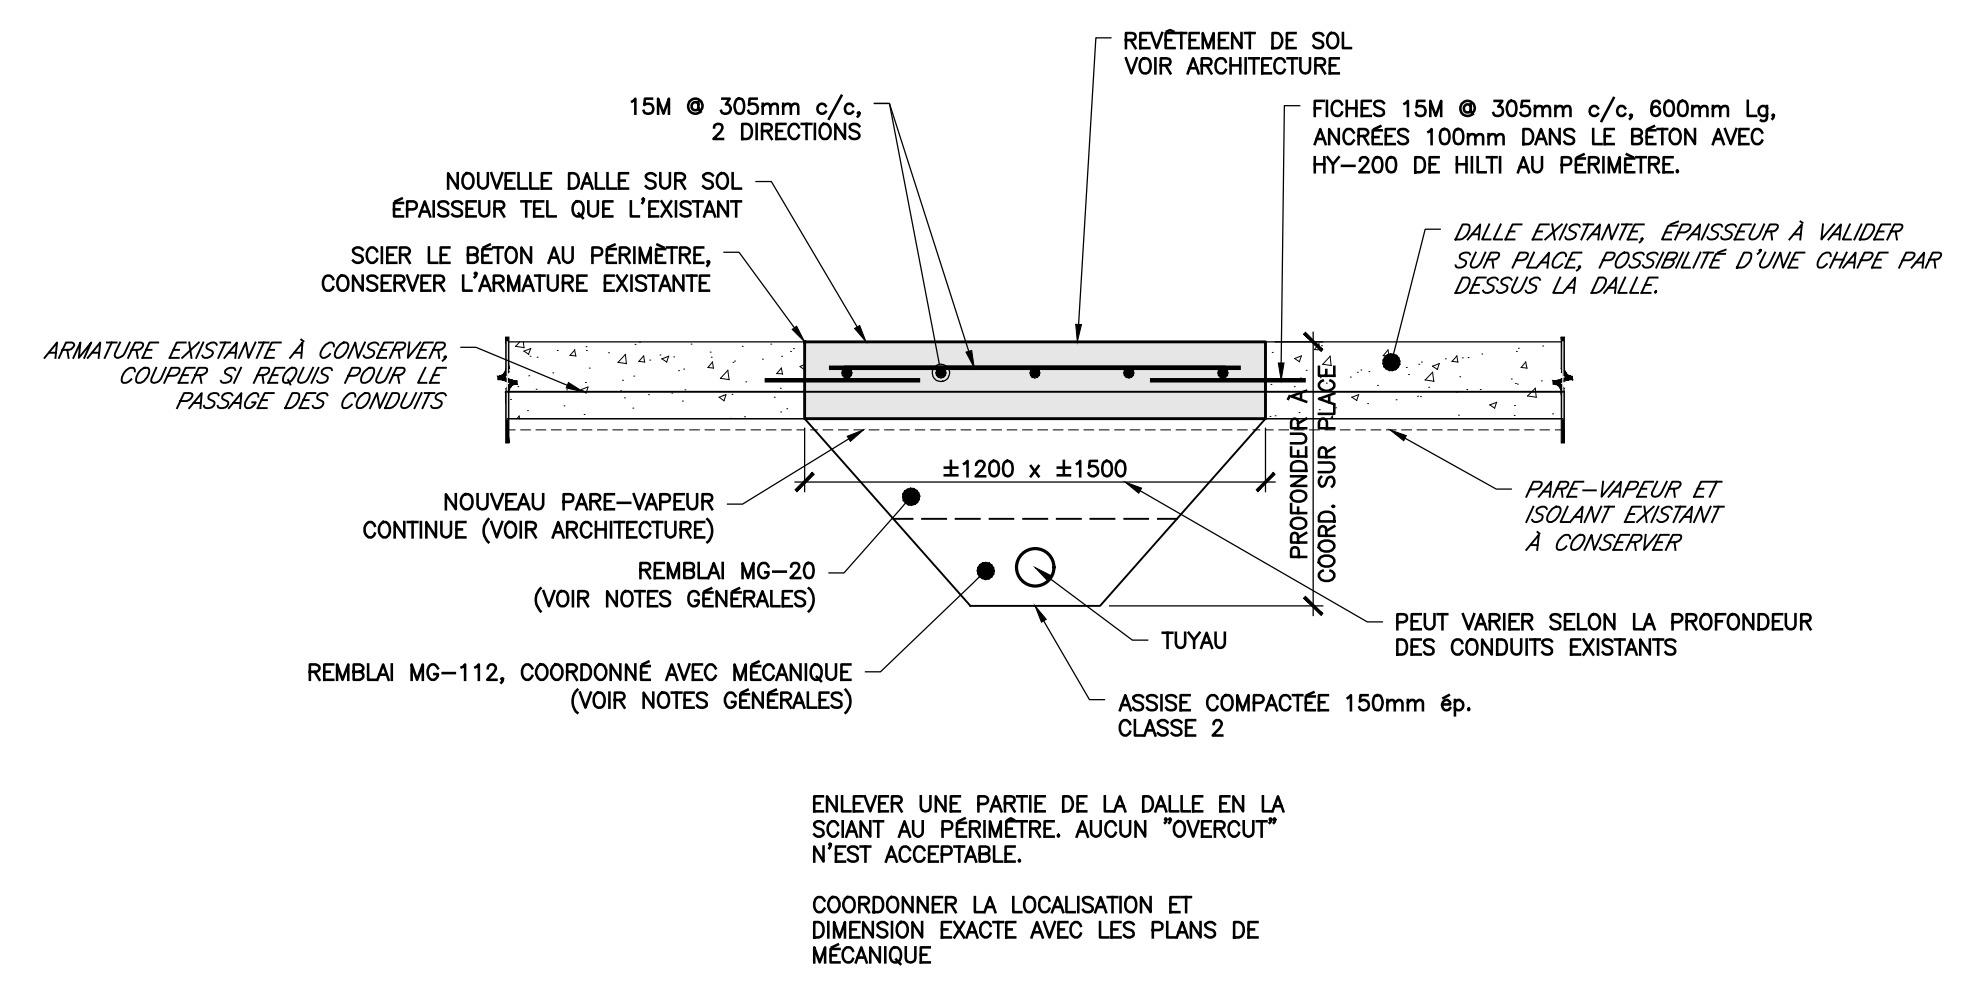 REVÊTEMENT DE SOL
VOIR ARCHITECTURE
15M @ 305mm c/c,
2 DIRECTIONS
FICHES 15M @ 305mm c/c, 600mm Lg,
ANCRÉES 100mm DANS LE BÉTON AVEC
HY-200 DE HILTI AU PÉRIMÈTRE.
NOUVELLE DALLE SUR SOL
ÉPAISSEUR TEL QUE L'EXISTANT
SCIER LE BÉTON AU PÉRIMÈTRE,
CONSERVER L'ARMATURE EXISTANTE
DALLE EXISTANTE, ÉPAISSEUR À VALIDER
SUR PLACE, POSSIBILITÉ D'UNE CHAPE PAR
DESSUS LA DALLE.
ARMATURE EXISTANTE À CONSERVER,
COUPER SI REQUIS POUR LE
PASSAGE DES CONDUITS
PROFONDEUR À
COORD. SUR PLACE
±1200 x ±1500
NOUVEAU PARE-VAPEUR
CONTINUE (VOIR ARCHITECTURE)
PARE-VAPEUR ET
ISOLANT EXISTANT
À CONSERVER
REMBLAI MG-20
(VOIR NOTES GÉNÉRALES)
PEUT VARIER SELON LA PROFONDEUR
DES CONDUITS EXISTANTS
TUYAU
REMBLAI MG-112, COORDONNÉ AVEC MÉCANIQUE
(VOIR NOTES GÉNÉRALES)
ASSISE COMPACTÉE 150mm ép.
CLASSE 2
ENLEVER UNE PARTIE DE LA DALLE EN LA
SCIANT AU PÉRIMÊTRE. AUCUN "OVERCUT"
N'EST ACCEPTABLE.
COORDONNER LA LOCALISATION ET
DIMENSION EXACTE AVEC LES PLANS DE
MÉCANIQUE